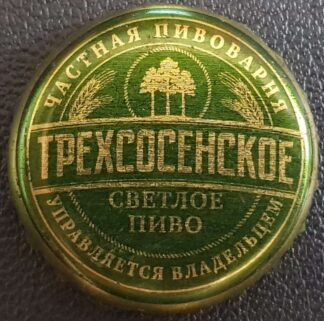 ЧАСТНАЯ ПИВОВАРНЯ
ТРЕХСОСЕНСКОЕ
СВЕТЛОЕ
ПИВО
УПРАВЛЯЕТСЯ ВЛАДЕЛЬЦЕМ